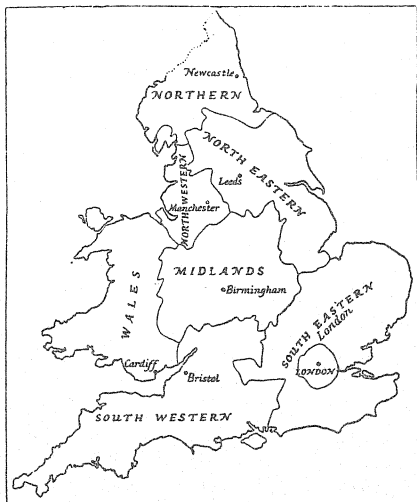 Newcastle
NORTHERN
NORTH EASTERN
Leeds
NORTH WESTERN
Manchester
MIDLANDS
Birmingham
WALES
SOUTH EASTERN
London
Cardiff
LONDON
Bristol
SOUTH WESTERN